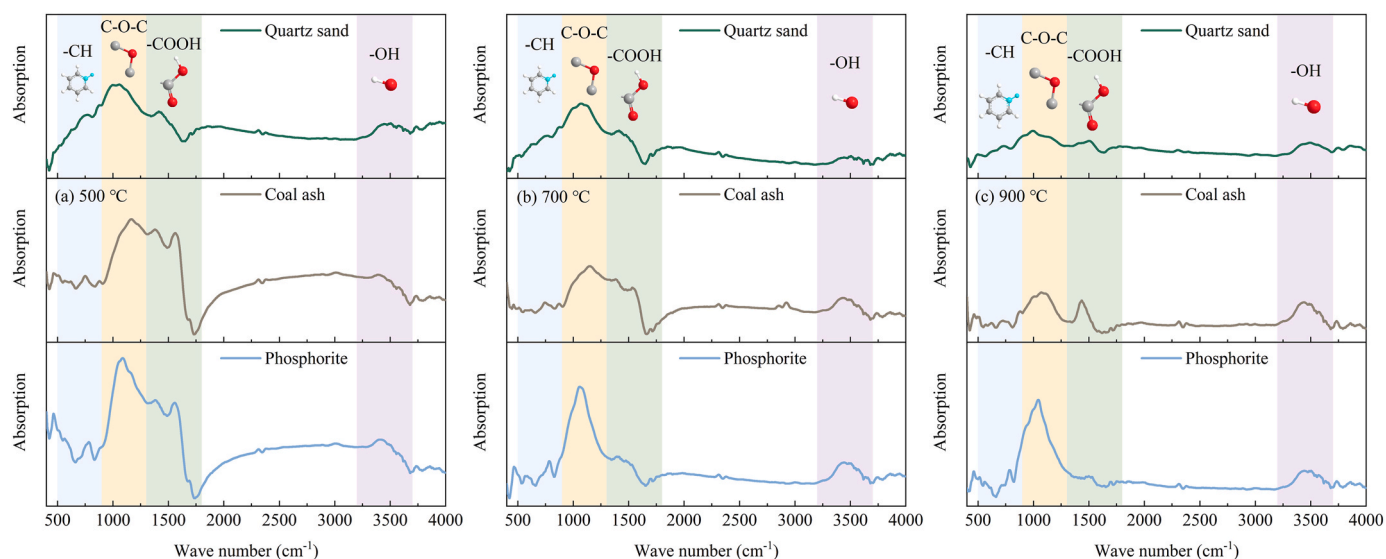 Absorption
-CH
C-O-C
-COOH
Quartz sand
-OH
Absorption
(a) 500 °C
Coal ash
Absorption
Phosphorite
500 1000 1500 2000 2500 3000 3500 4000
Wave number (cm⁻¹)
Absorption
-CH
C-O-C
-COOH
Quartz sand
-OH
Absorption
(b) 700 °C
Coal ash
Absorption
Phosphorite
500 1000 1500 2000 2500 3000 3500 4000
Wave number (cm⁻¹)
Absorption
-CH
C-O-C
-COOH
Quartz sand
-OH
Absorption
(c) 900 °C
Coal ash
Absorption
Phosphorite
500 1000 1500 2000 2500 3000 3500 4000
Wave number (cm⁻¹)